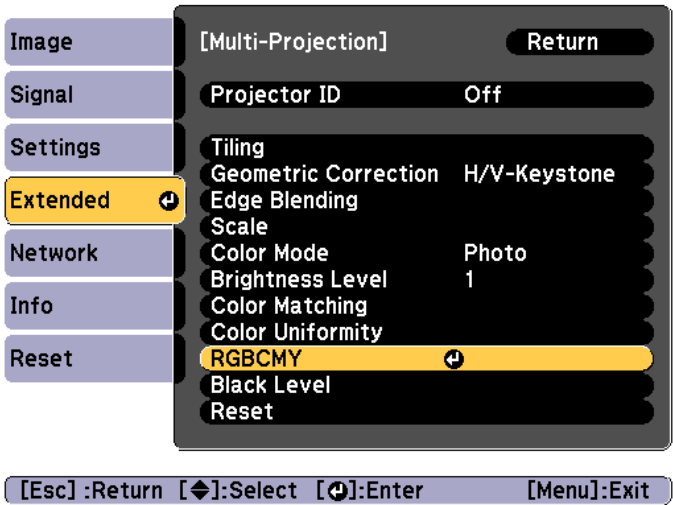 Image
Signal
Settings
Extended
Network
Info
Reset
[Multi-Projection] Return
Projector ID Off
Tiling
Geometric Correction H/V-Keystone
Edge Blending
Scale
Color Mode Photo
Brightness Level 1
Color Matching
Color Uniformity
RGBCMY
Black Level
Reset
[Esc] :Return [◆]:Select [↵]:Enter [Menu]:Exit